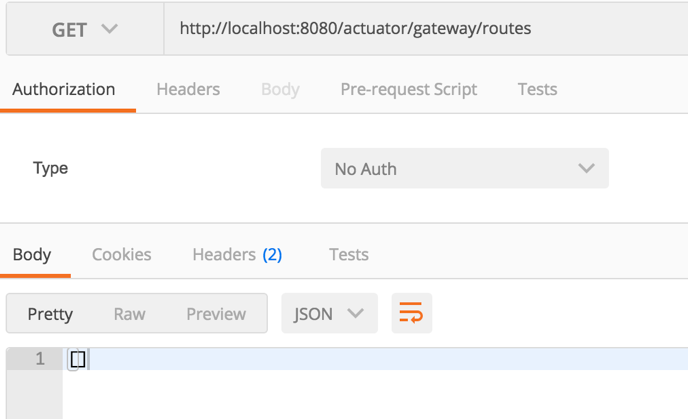 GET http://localhost:8080/actuator/gateway/routes
Authorization Headers Body Pre-request Script Tests
Type No Auth
Body Cookies Headers (2) Tests
Pretty Raw Preview JSON
1 []